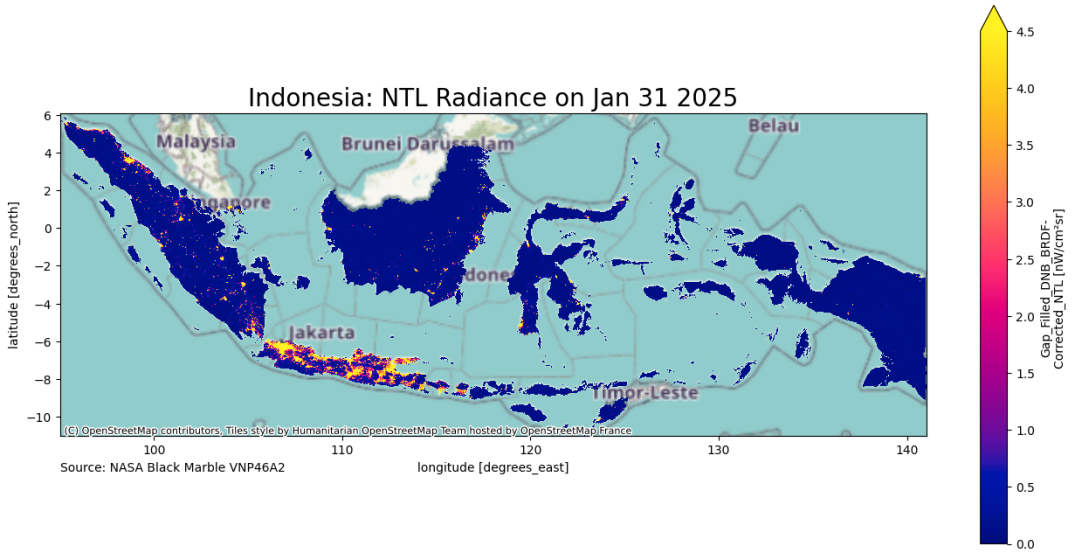 Indonesia: NTL Radiance on Jan 31 2025
4.5
4.0
3.5
3.0
2.5
2.0
1.5
1.0
0.5
0.0
Gap_Filled_DNB_BRDF-
Corrected_NTL [nW/cm²sr]
6
4
2
0
−2
−4
−6
−8
−10
latitude [degrees_north]
Malaysia
Brunei Darussalam
Belau
ngapore
dones
Jakarta
Timor-Leste
(C) OpenStreetMap contributors, Tiles style by Humanitarian OpenStreetMap Team hosted by OpenStreetMap France
100
110
120
130
140
Source: NASA Black Marble VNP46A2
longitude [degrees_east]